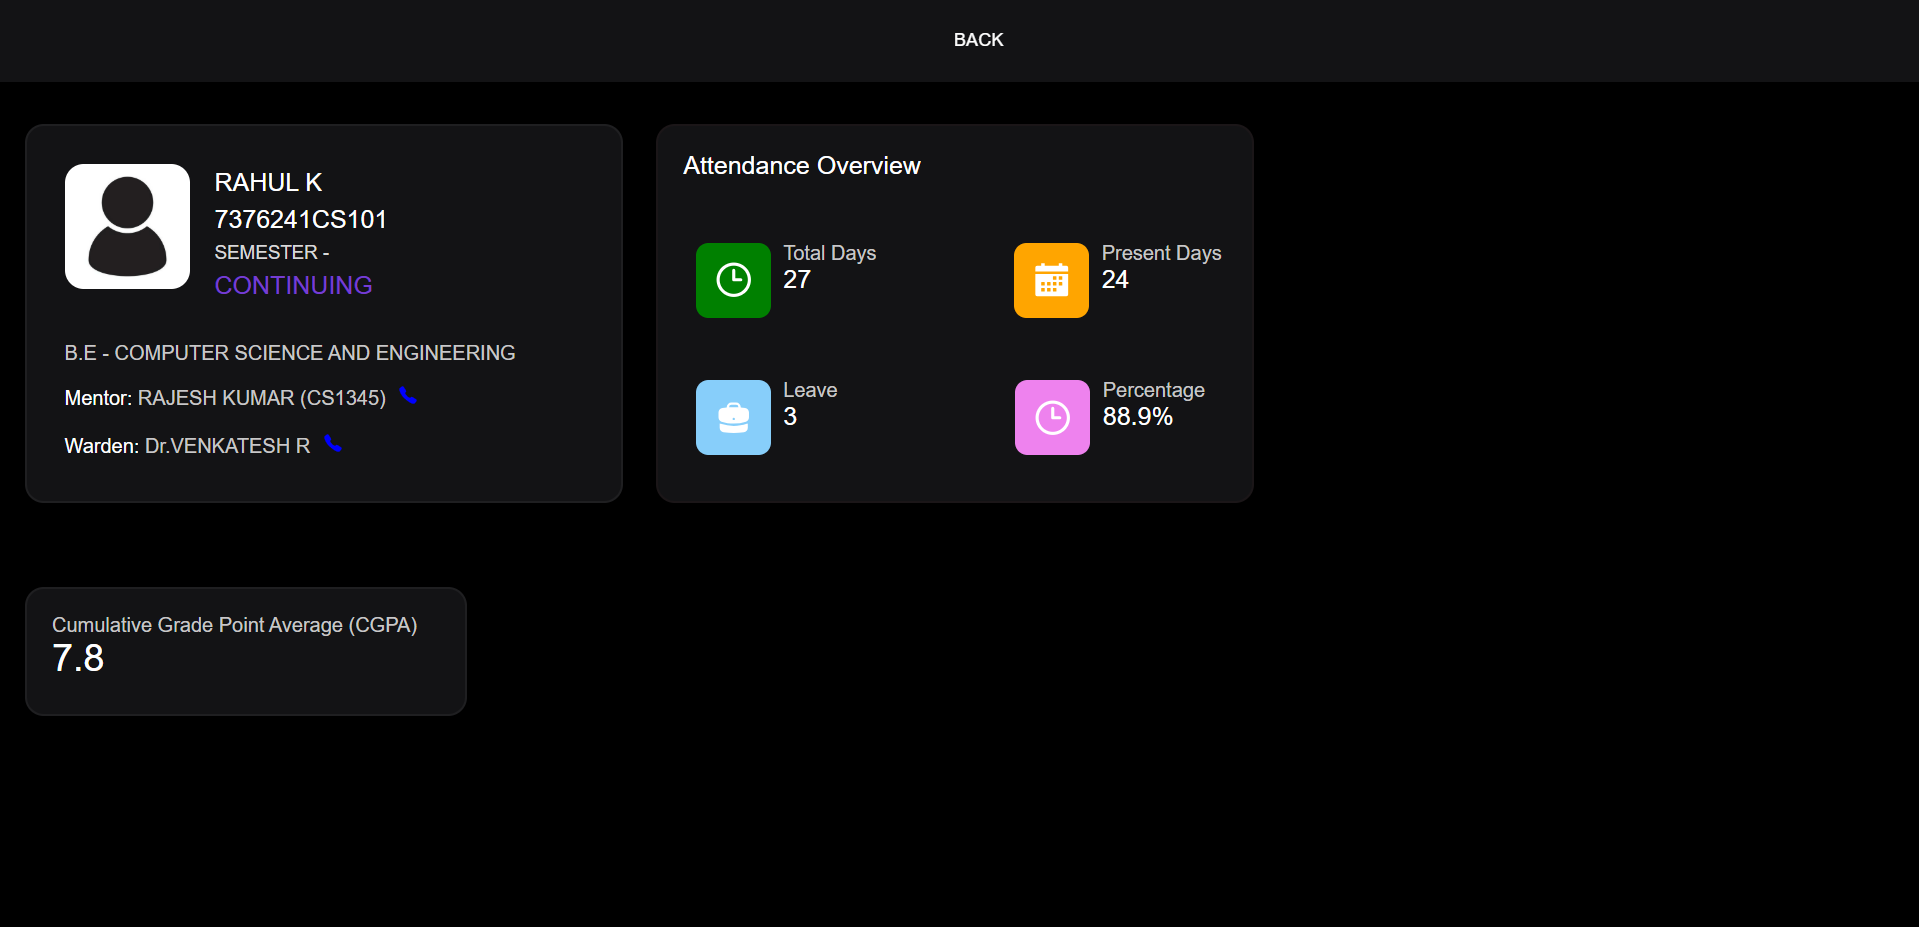 BACK
RAHUL K
7376241CS101
SEMESTER -
CONTINUING
B.E - COMPUTER SCIENCE AND ENGINEERING
Mentor: RAJESH KUMAR (CS1345)
Warden: Dr.VENKATESH R
Attendance Overview
Total Days
27
Present Days
24
Leave
3
Percentage
88.9%
Cumulative Grade Point Average (CGPA)
7.8